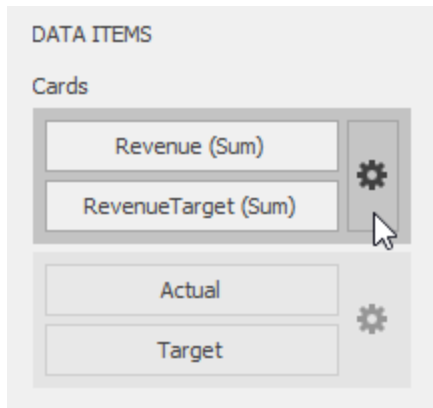 DATA ITEMS
Cards
Revenue (Sum)
RevenueTarget (Sum)
Actual
Target